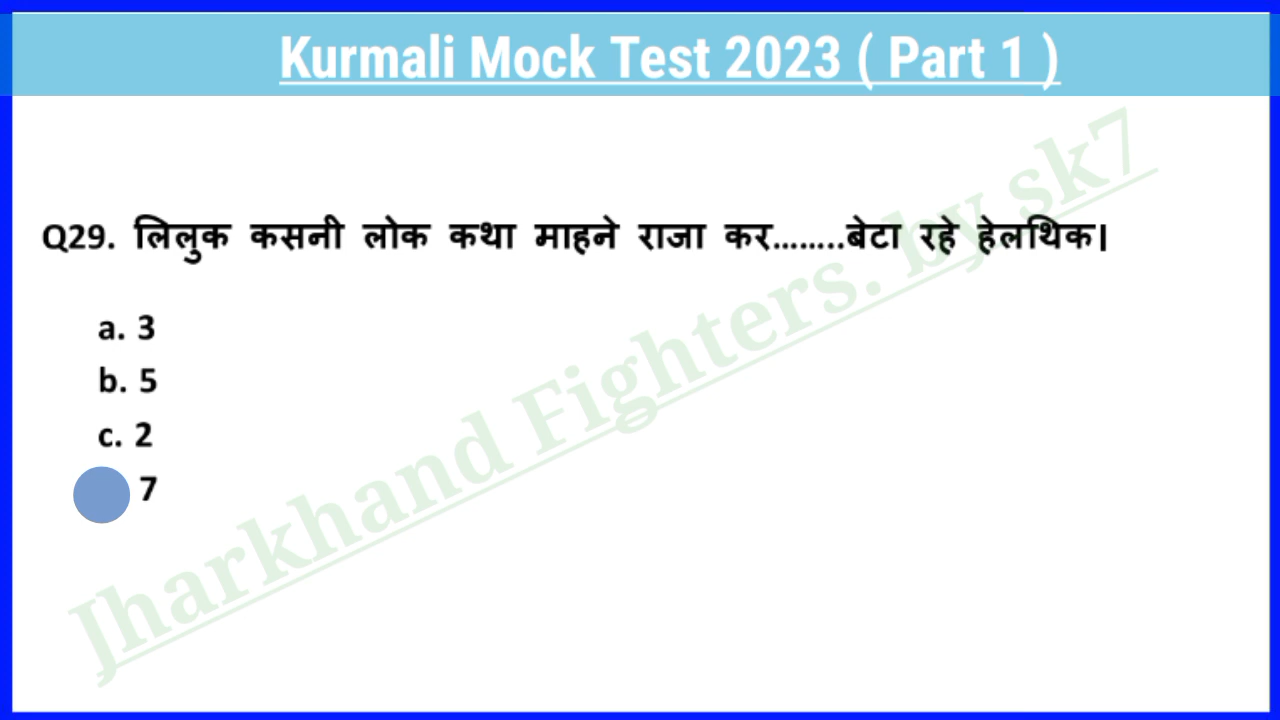 Kurmali Mock Test 2023 ( Part 1 )
Q29. लिलुक कसनी लोक कथा माहने राजा कर........बेटा रहे हेलथिक।
a. 3
b. 5
c. 2
7
Jharkhand Fighters. by sk7